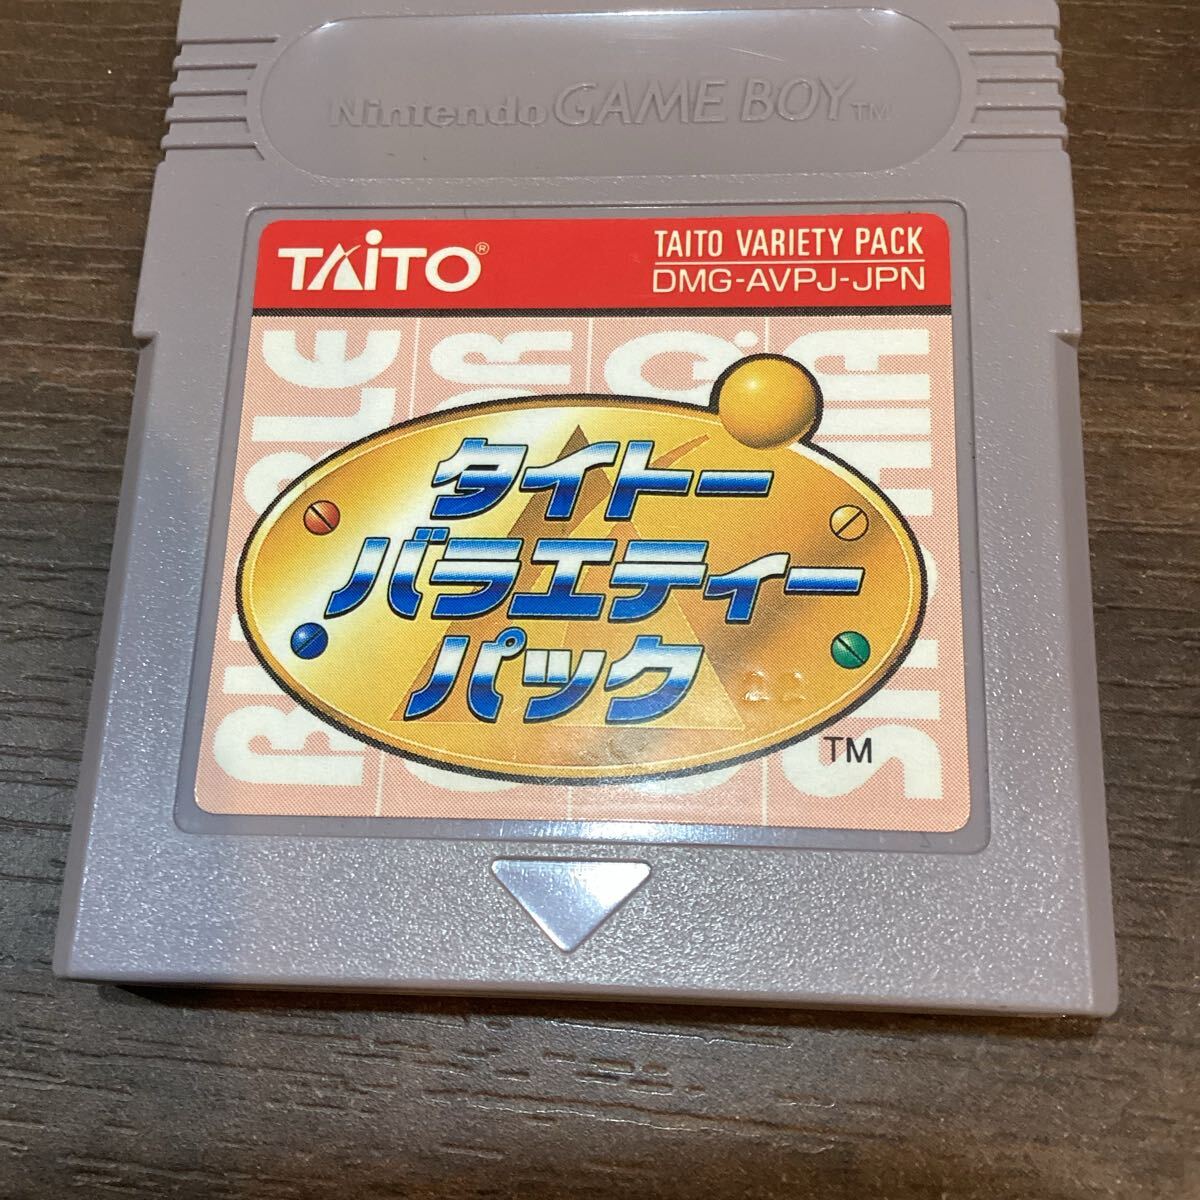 Nintendo GAME BOY™
TAiTO®
TAITO VARIETY PACK
DMG-AVPJ-JPN
タイトー
バラエティー
パック
TM
22